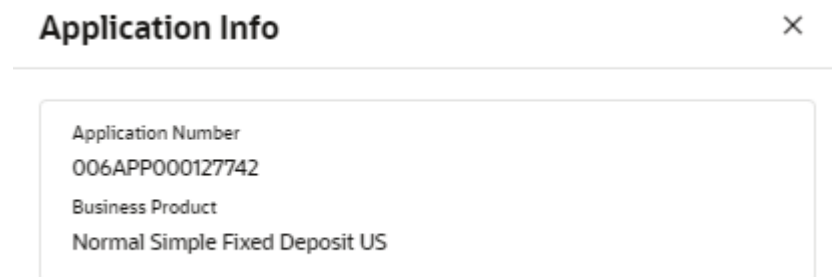 Application Info
Application Number
006APP000127742
Business Product
Normal Simple Fixed Deposit US